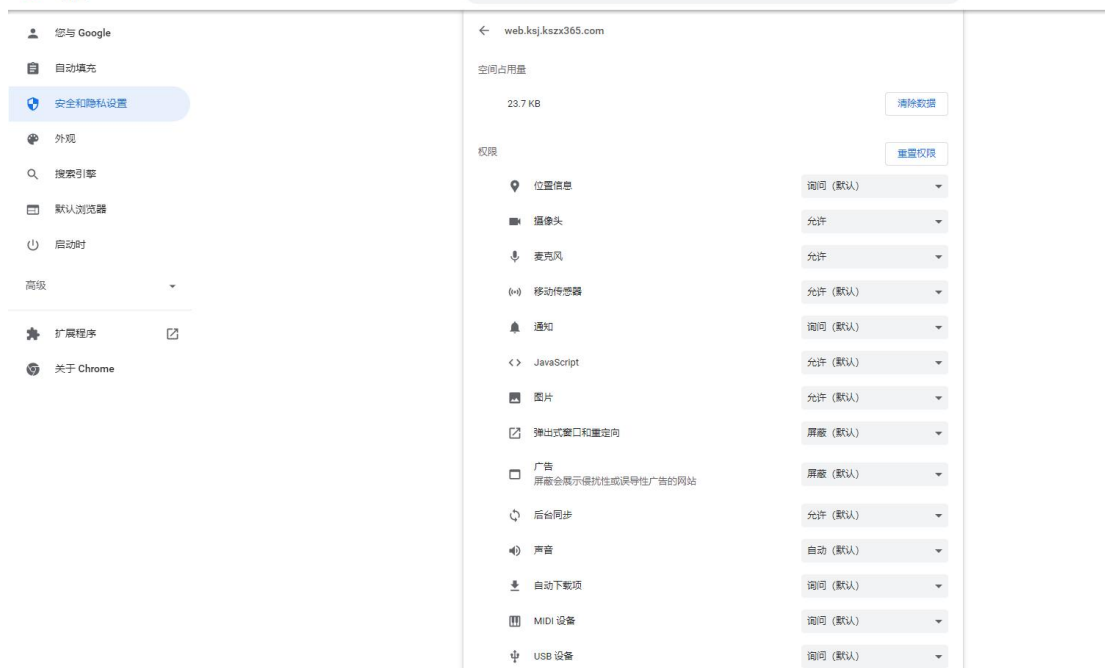 您与 Google
自动填充
安全和隐私设置
外观
搜索引擎
默认浏览器
启动时
高级
扩展程序
关于 Chrome
web.ksj.kszx365.com
空间占用量
23.7 KB
清除数据
权限
重置权限
位置信息
询问（默认）
摄像头
允许
麦克风
允许
移动传感器
允许（默认）
通知
询问（默认）
JavaScript
允许（默认）
图片
允许（默认）
弹出式窗口和重定向
屏蔽（默认）
广告
屏蔽会展示侵扰性或误导性广告的网站
屏蔽（默认）
后台同步
允许（默认）
声音
自动（默认）
自动下载项
询问（默认）
MIDI 设备
询问（默认）
USB 设备
询问（默认）